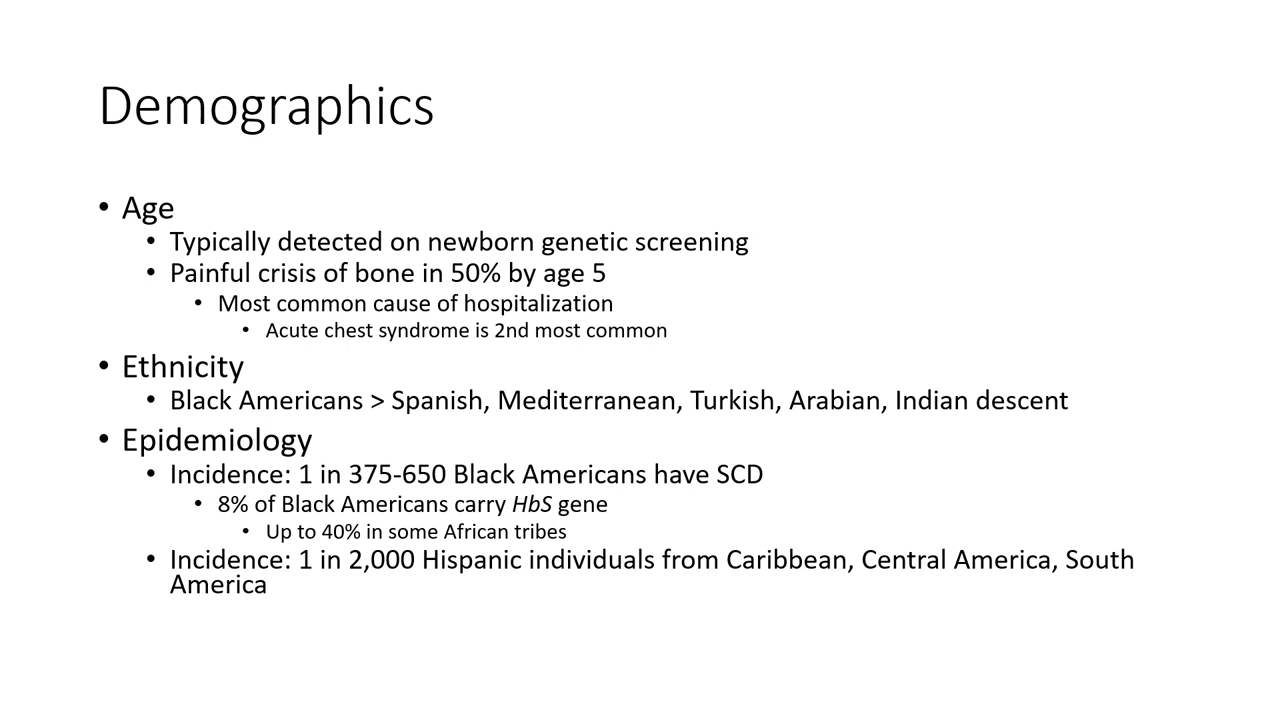 Demographics
• Age
• Typically detected on newborn genetic screening
• Painful crisis of bone in 50% by age 5
• Most common cause of hospitalization
• Acute chest syndrome is 2nd most common
• Ethnicity
• Black Americans > Spanish, Mediterranean, Turkish, Arabian, Indian descent
• Epidemiology
• Incidence: 1 in 375-650 Black Americans have SCD
• 8% of Black Americans carry HbS gene
• Up to 40% in some African tribes
• Incidence: 1 in 2,000 Hispanic individuals from Caribbean, Central America, South
America